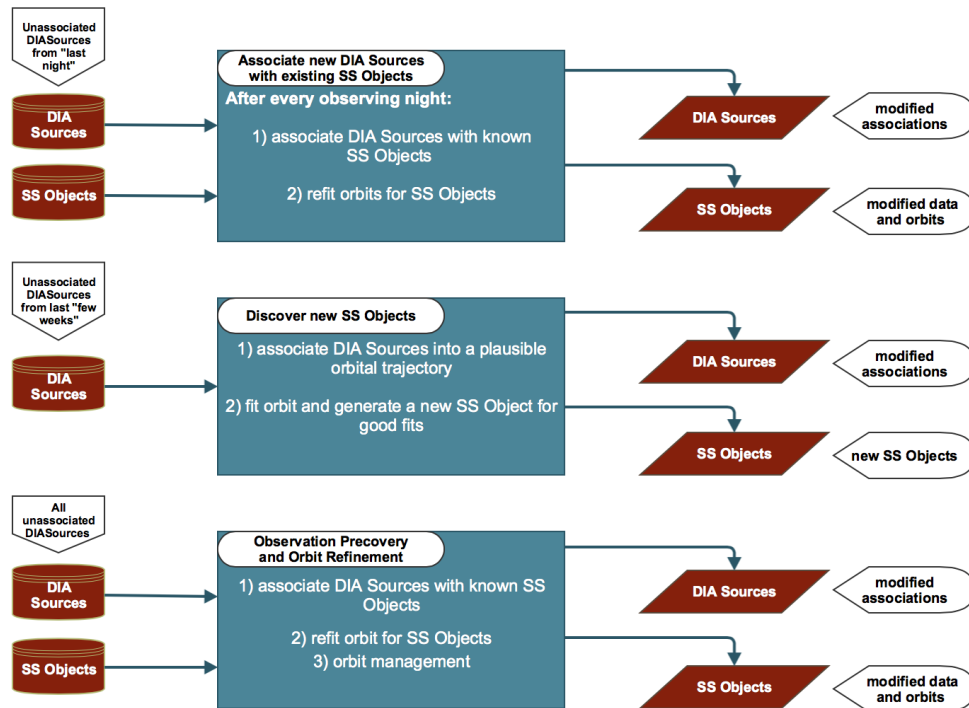 Unassociated
DIASources
from "last
night"
Associate new DIA Sources
with existing SS Objects
After every observing night:
1) associate DIA Sources with known
SS Objects
2) refit orbits for SS Objects
DIA
Sources
SS Objects
DIA Sources
modified
associations
SS Objects
modified data
and orbits
Unassociated
DIASources
from last "few
weeks"
Discover new SS Objects
1) associate DIA Sources into a plausible
orbital trajectory
2) fit orbit and generate a new SS Object for
good fits
DIA
Sources
DIA Sources
modified
associations
SS Objects
new SS Objects
All
unassociated
DIASources
Observation Precovery
and Orbit Refinement
1) associate DIA Sources with known SS
Objects
2) refit orbit for SS Objects
3) orbit management
DIA
Sources
SS Objects
DIA Sources
modified
associations
SS Objects
modified data
and orbits